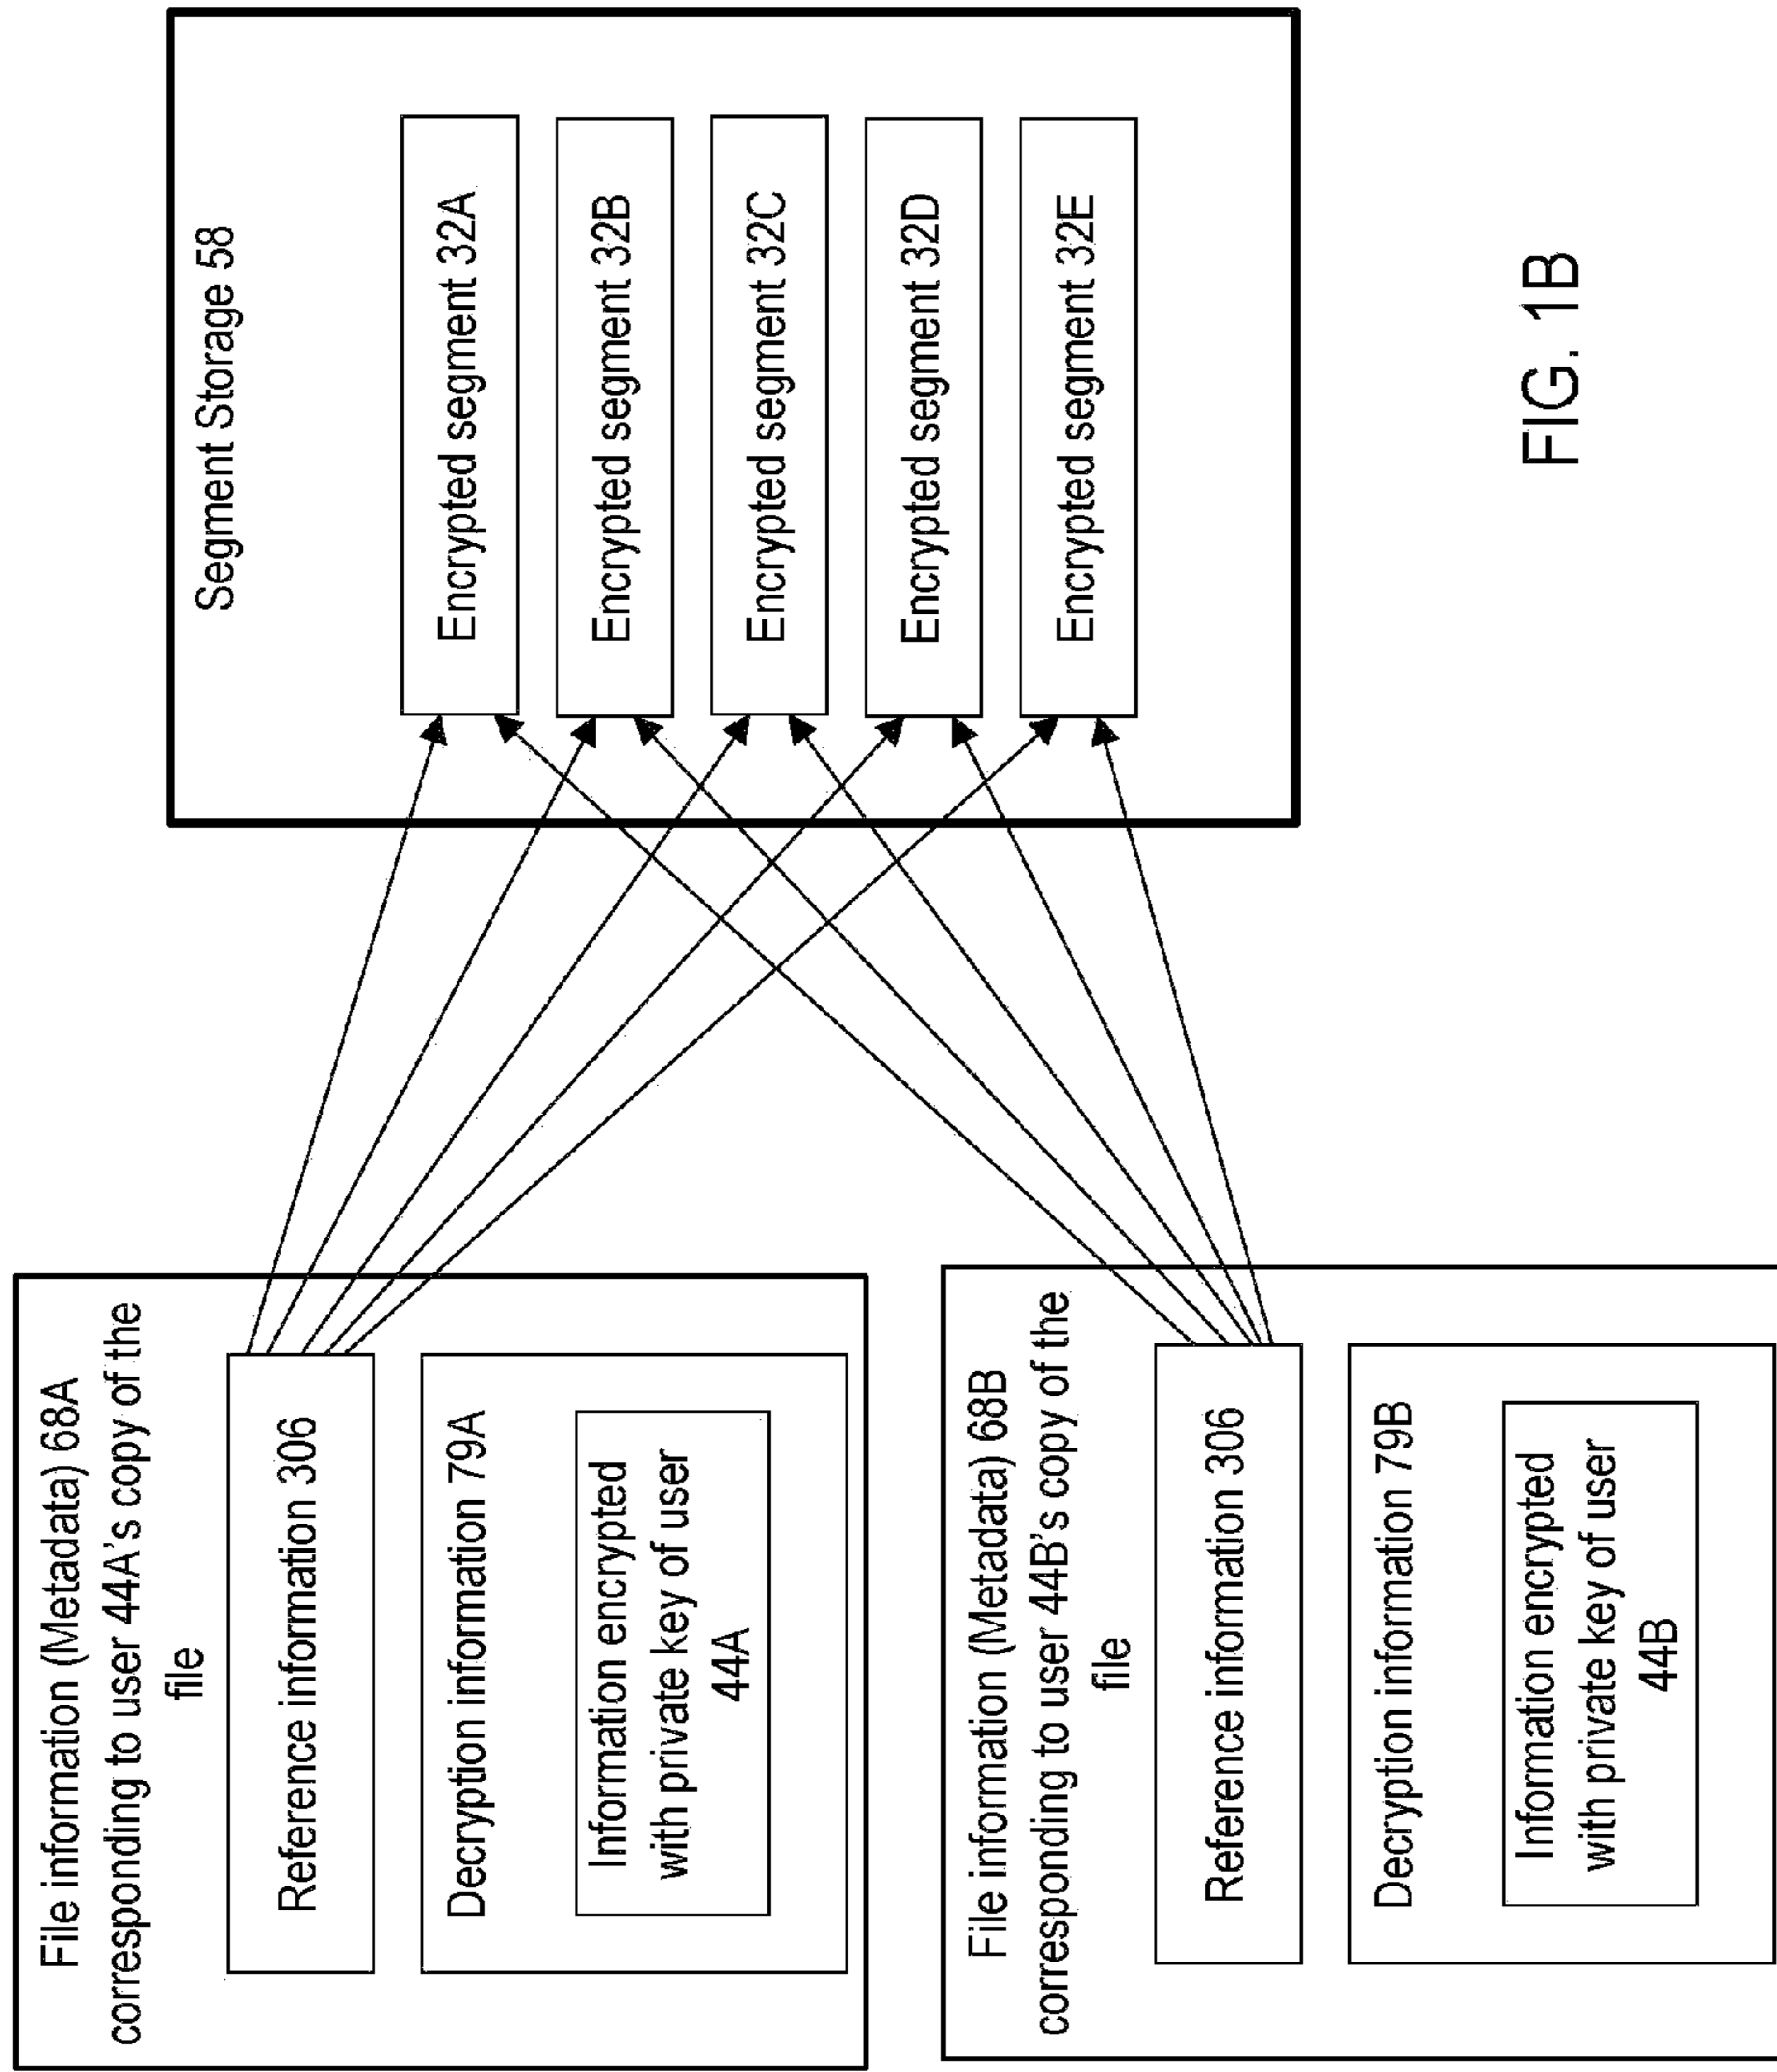 File information (Metadata) 68A
corresponding to user 44A's copy of the
file
Reference information 306
Decryption information 79A
Information encrypted
with private key of user
44A
File information (Metadata) 68B
corresponding to user 44B's copy of the
file
Reference information 306
Decryption information 79B
Information encrypted
with private key of user
44B
Segment Storage 58
Encrypted segment 32A
Encrypted segment 32B
Encrypted segment 32C
Encrypted segment 32D
Encrypted segment 32E
FIG. 1B